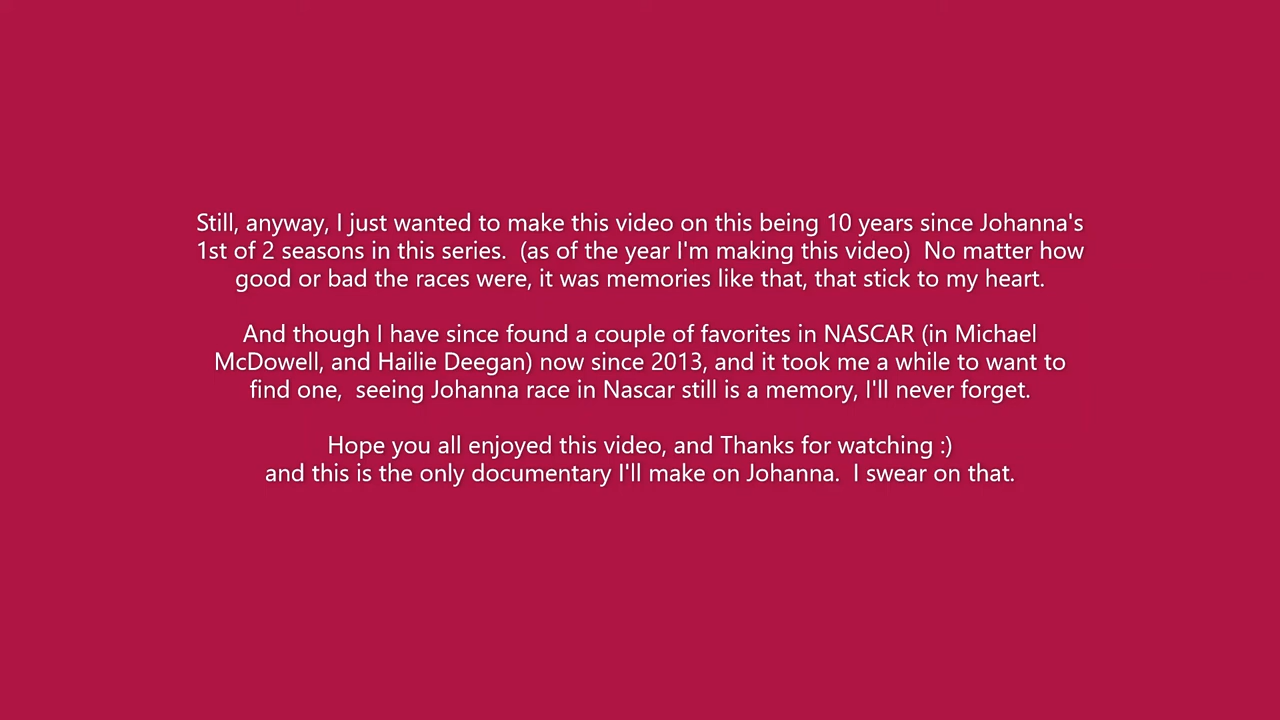 Still, anyway, I just wanted to make this video on this being 10 years since Johanna's
1st of 2 seasons in this series.  (as of the year I'm making this video)  No matter how
good or bad the races were, it was memories like that, that stick to my heart.
And though I have since found a couple of favorites in NASCAR (in Michael
McDowell, and Hailie Deegan) now since 2013, and it took me a while to want to
find one,  seeing Johanna race in Nascar still is a memory, I'll never forget.
Hope you all enjoyed this video, and Thanks for watching :)
and this is the only documentary I'll make on Johanna.  I swear on that.